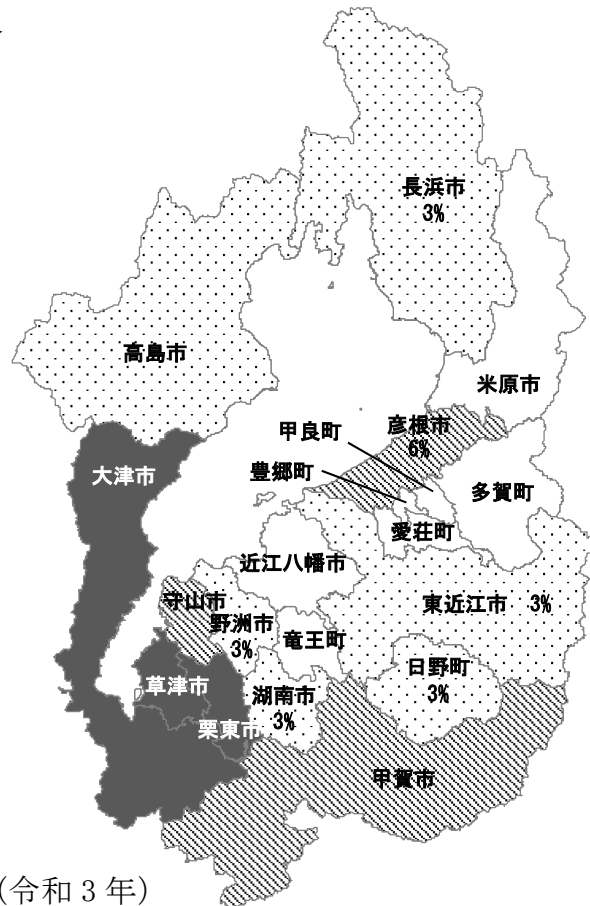 長浜市
3%
高島市
米原市
彦根市
6%
甲良町
豊郷町
多賀町
大津市
愛荘町
近江八幡市
東近江市 3%
守山市
野洲市
3%
竜王町
日野町
3%
草津市
湖南市
3%
栗東市
甲賀市
(令和3年)